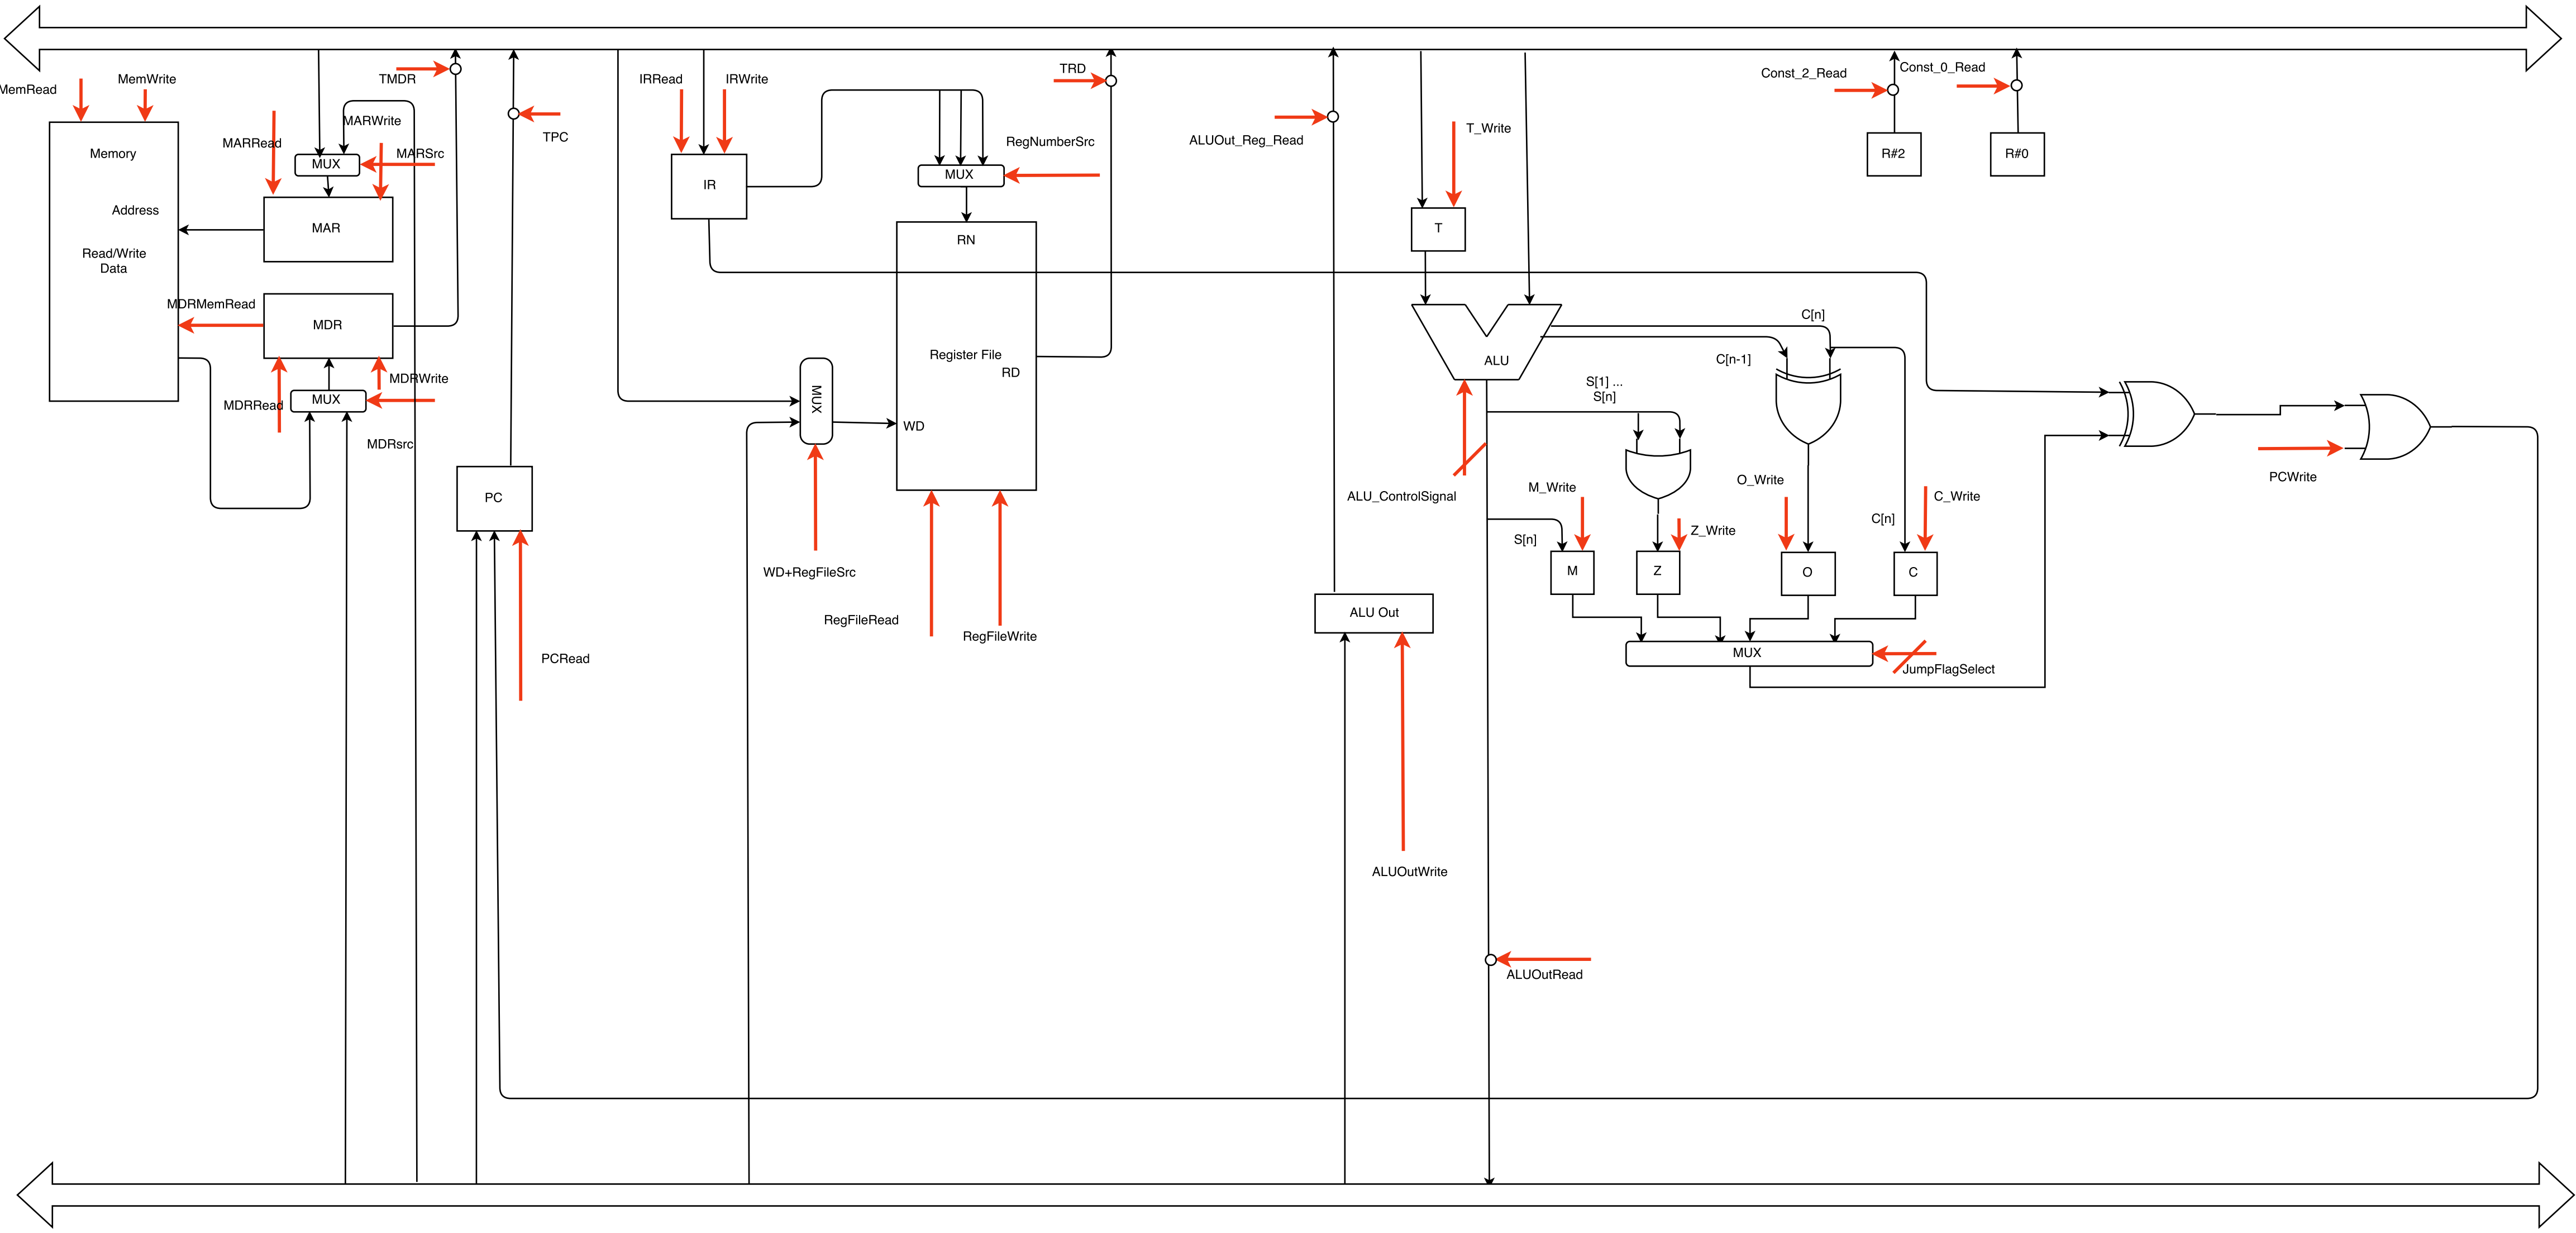 MemRead
MemWrite
TMDR
TPC
IRRead
IRWrite
TRD
ALUOut_Reg_Read
T_Write
Const_2_Read
Const_0_Read
Memory
MARRead
MARWrite
MUX
MARSrc
RegNumberSrc
MUX
IR
R#2
R#0
Address
MAR
RN
T
Read/Write
Data
MDRMemRead
MDR
C[n]
Register File
RD
ALU
C[n-1]
MDRWrite
MDRRead
MUX
MUX
S[1] ...
S[n]
MDRsrc
WD
PC
ALU_ControlSignal
M_Write
O_Write
C_Write
PCWrite
C[n]
Z_Write
S[n]
WD+RegFileSrc
M
Z
O
C
RegFileRead
RegFileWrite
ALU Out
PCRead
MUX
JumpFlagSelect
ALUOutWrite
ALUOutRead